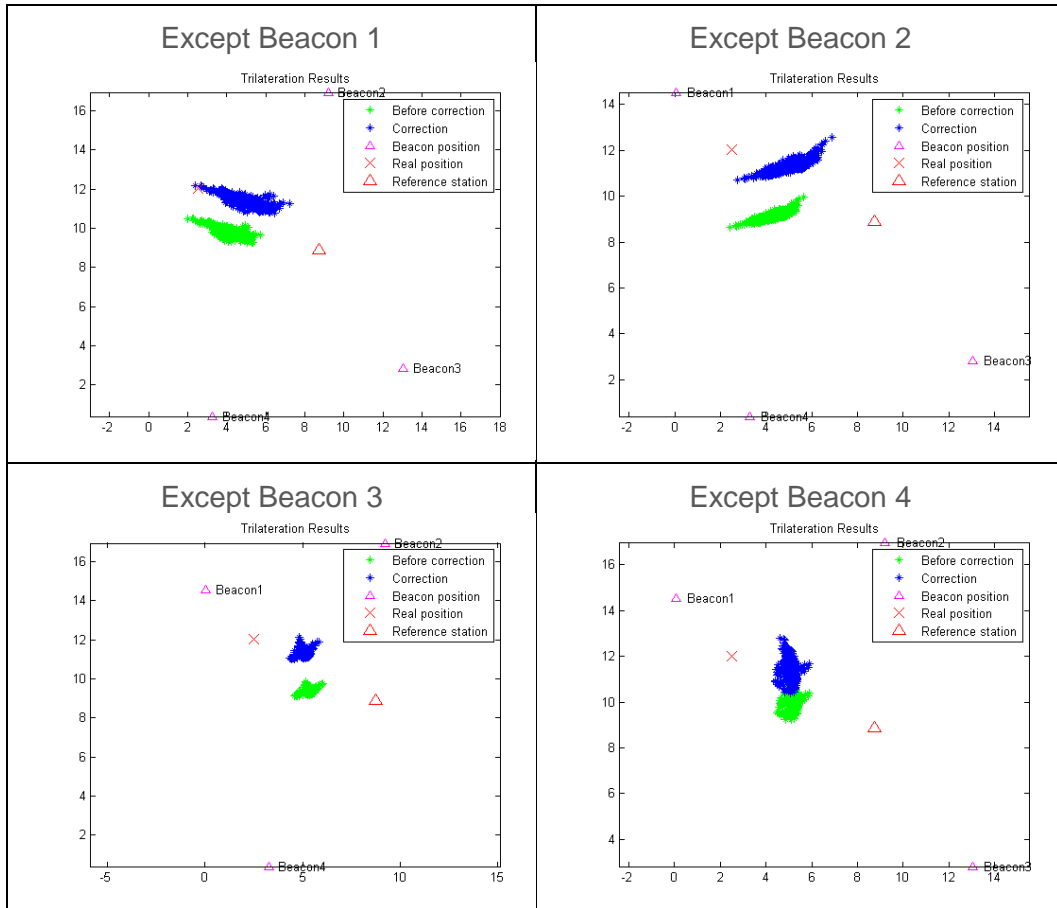 Except Beacon 1
Trilateration Results
Beacon2
16
14
12
10
8
6
4
2
Before correction
Correction
Beacon position
Real position
Reference station
Beacon3
Beacon4
-4
-2
0
2
4
6
8
10
12
14
16
18
Except Beacon 2
Trilateration Results
Beacon1
14
12
10
8
6
4
2
Before correction
Correction
Beacon position
Real position
Reference station
Beacon3
Beacon4
-2
0
2
4
6
8
10
12
14
Except Beacon 3
Trilateration Results
Beacon2
16
14
12
10
8
6
4
2
Before correction
Correction
Beacon position
Real position
Reference station
Beacon1
Beacon4
-5
0
5
10
15
Except Beacon 4
Trilateration Results
Beacon2
16
14
12
10
8
6
4
Before correction
Correction
Beacon position
Real position
Reference station
Beacon1
Beacon3
-2
0
2
4
6
8
10
12
14